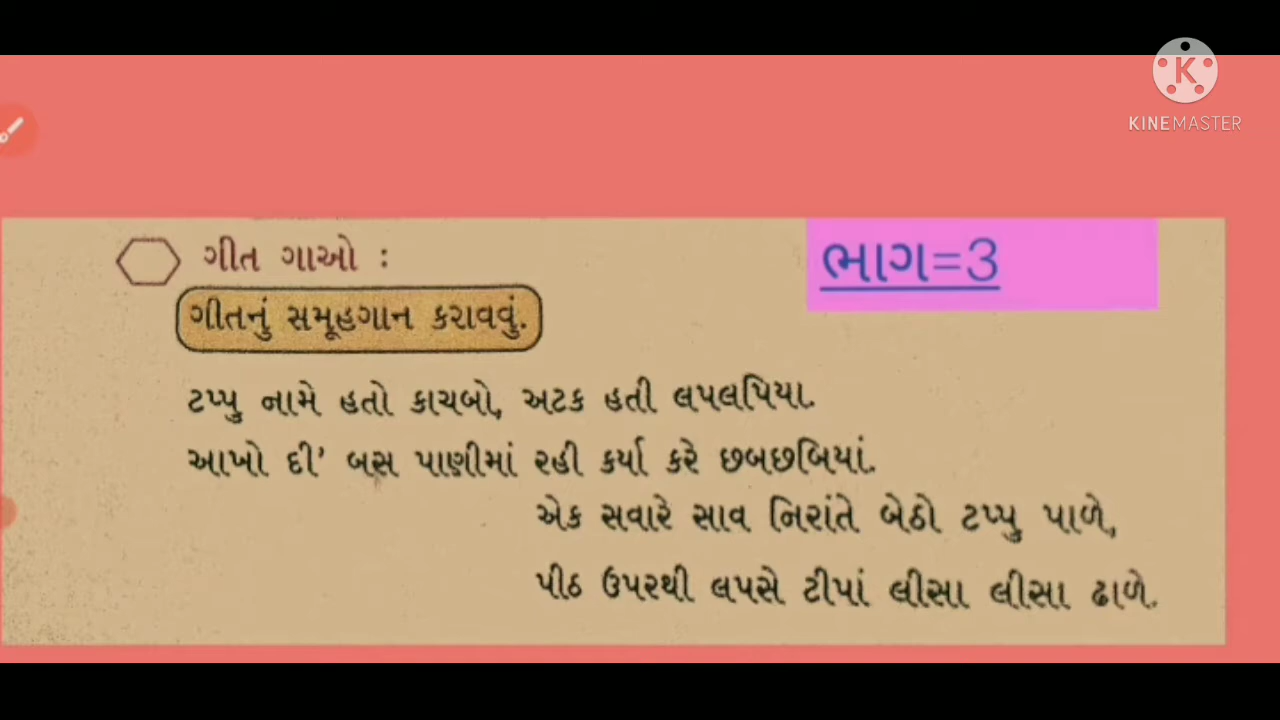 KINEMASTER
ગીત ગાઓ :
ભાગ=3
ગીતનું સમૂહગાન કરાવવું.
ટપ્પુ નામે હતો કાચબો, અટક હતી લપલપિયા.
આખો દી' બસ પાણીમાં રહી કર્યા કરે છબછબિયાં.
એક સવારે સાવ નિરાંતે બેઠો ટપ્પુ પાળે,
પીઠ ઉપરથી લપસે ટીપાં લીસા લીસા ઢાળે.